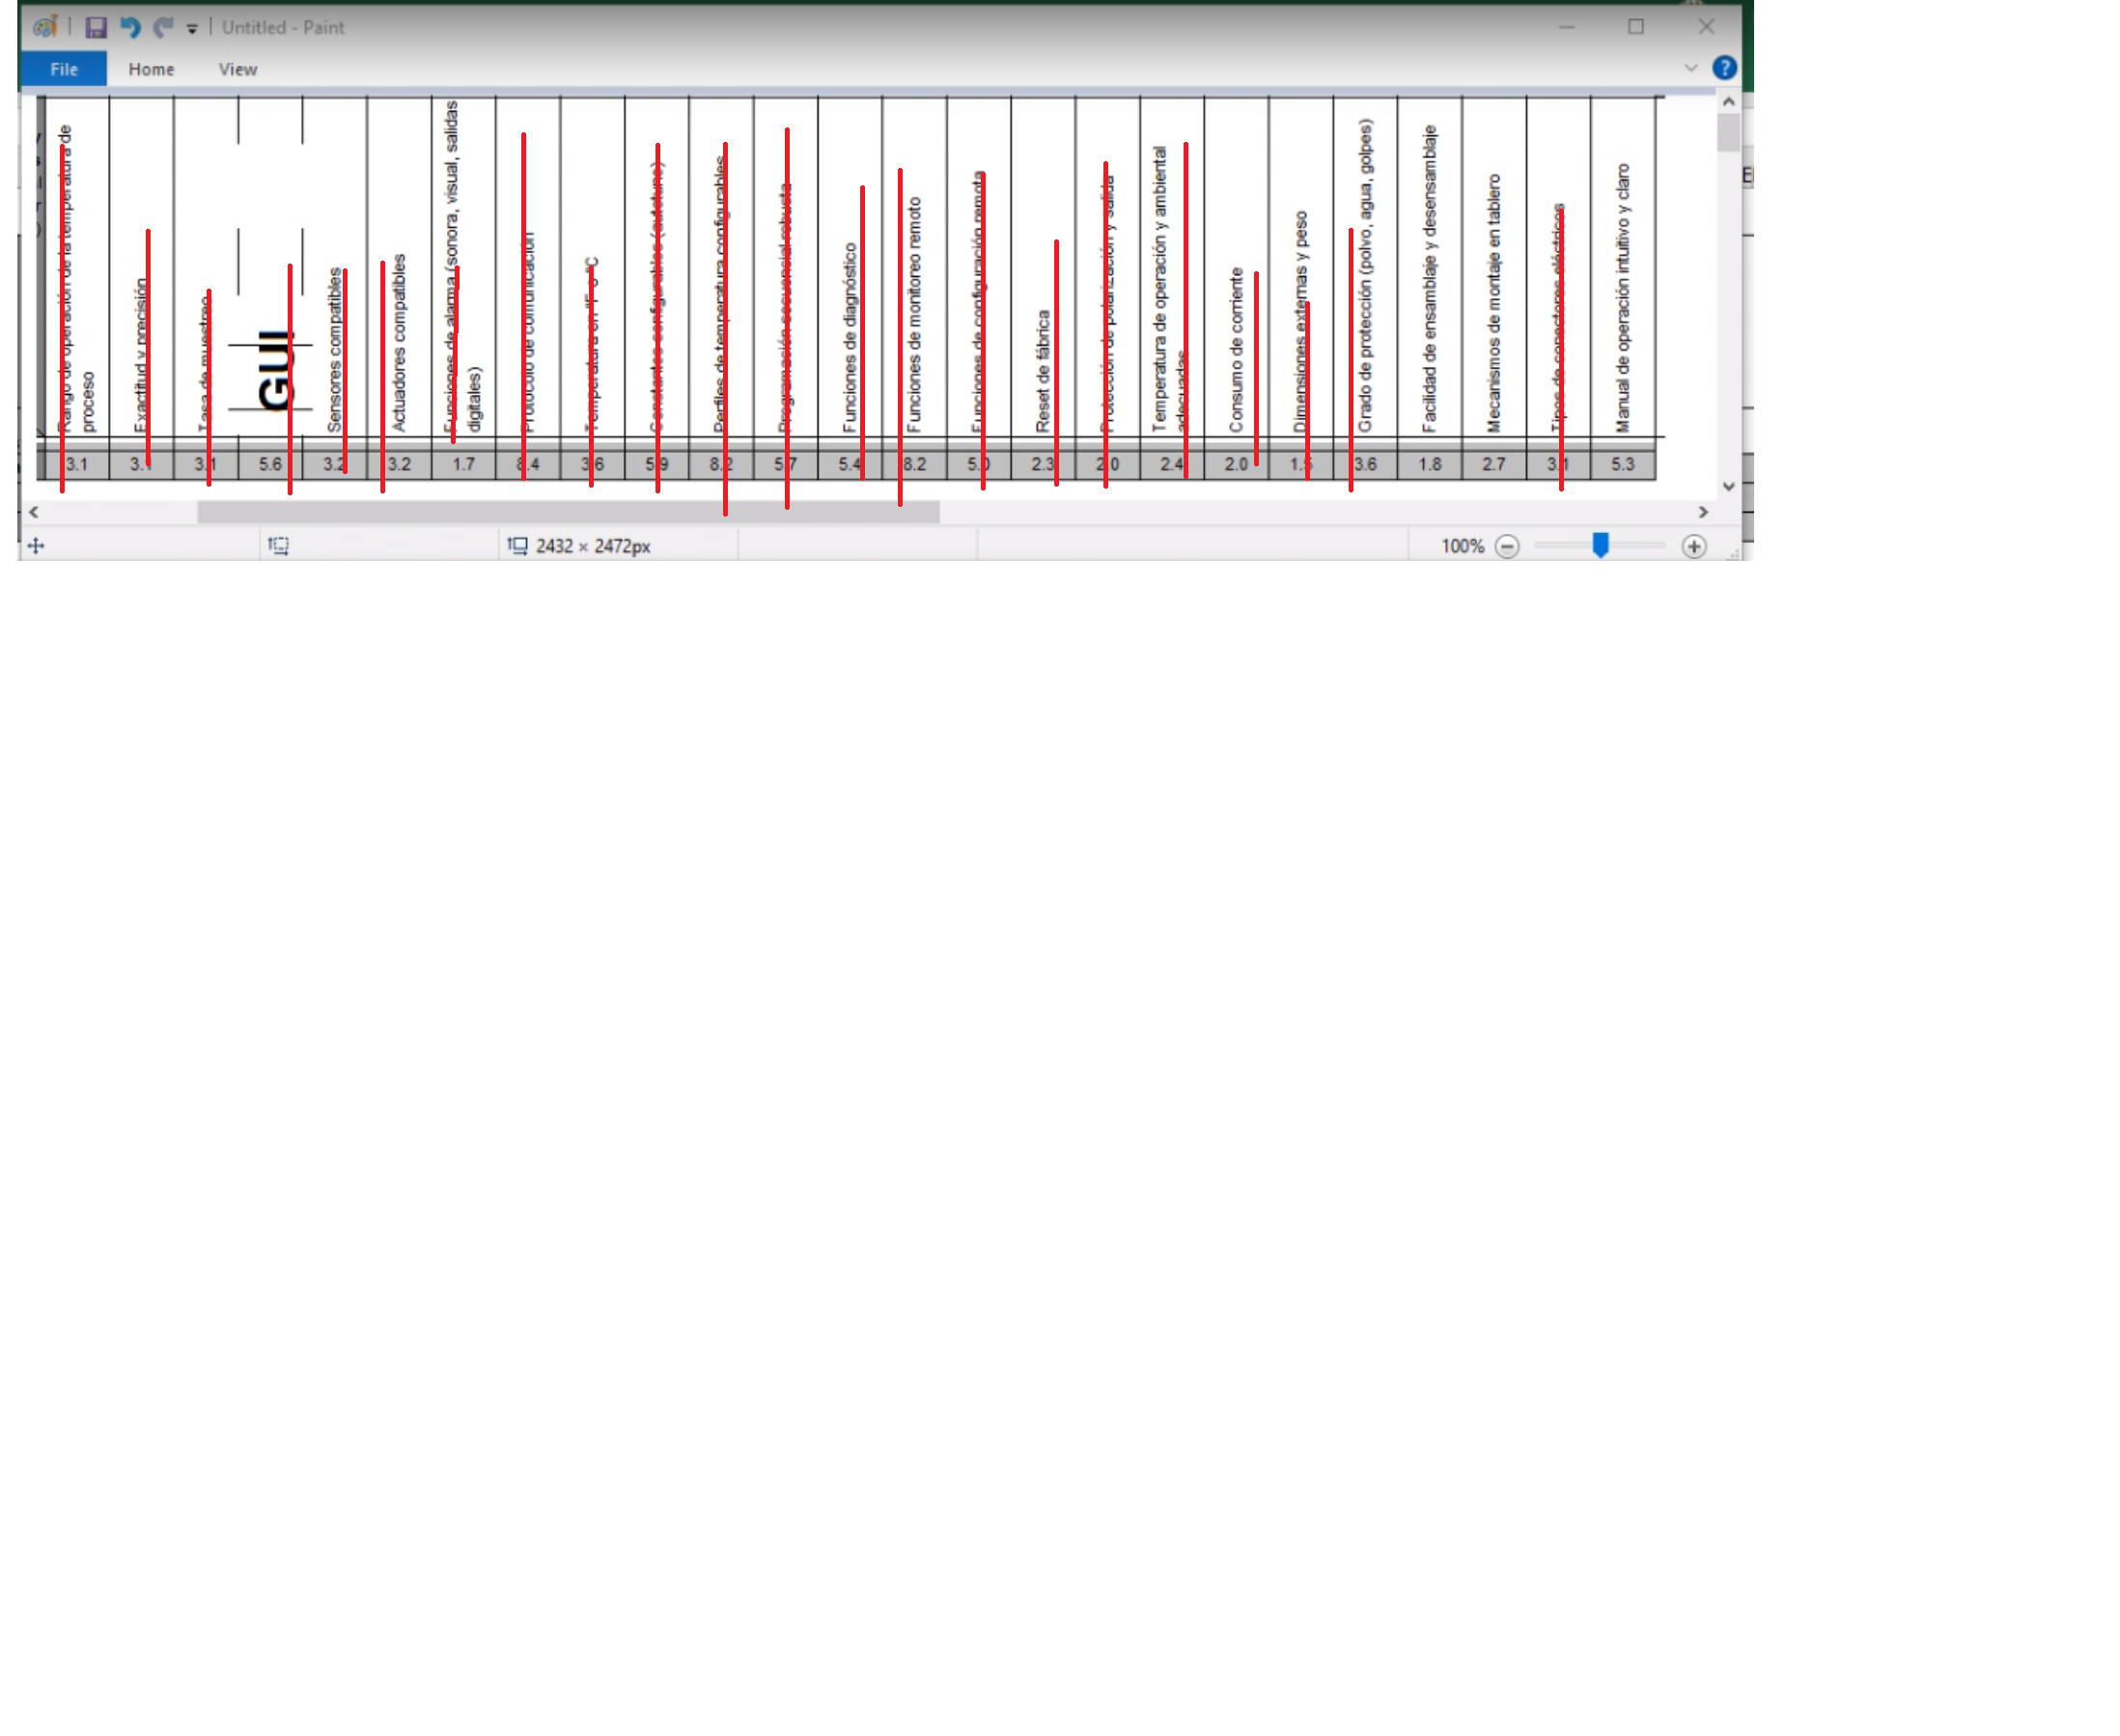 Untitled - Paint
File Home View
Rango de operación de la temperatura de
proceso
Exactitud y precisión
Tasa de muestreo
GUI
Sensores compatibles
Actuadores compatibles
Funciones de alarma (sonora, visual, salidas
digitales)
Protocolo de comunicación
Temperatura en °F o °C
Constantes configurables (autotune)
Perfiles de temperatura configurables
Programación secuencial robusta
Funciones de diagnóstico
Funciones de monitoreo remoto
Funciones de configuración remota
Reset de fábrica
Protección de polarización y salida
Temperatura de operación y ambiental
adecuadas
Consumo de corriente
Dimensiones externas y peso
Grado de protección (polvo, agua, golpes)
Facilidad de ensamblaje y desensamblaje
Mecanismos de montaje en tablero
Tipos de conectores eléctricos
Manual de operación intuitivo y claro
3.1 3.1 3.1 5.6 3.2 3.2 1.7 8.4 3.6 5.9 8.2 5.7 5.4 8.2 5.0 2.3 2.0 2.4 2.0 1.5 3.6 1.8 2.7 3.1 5.3
2432 × 2472px 100%